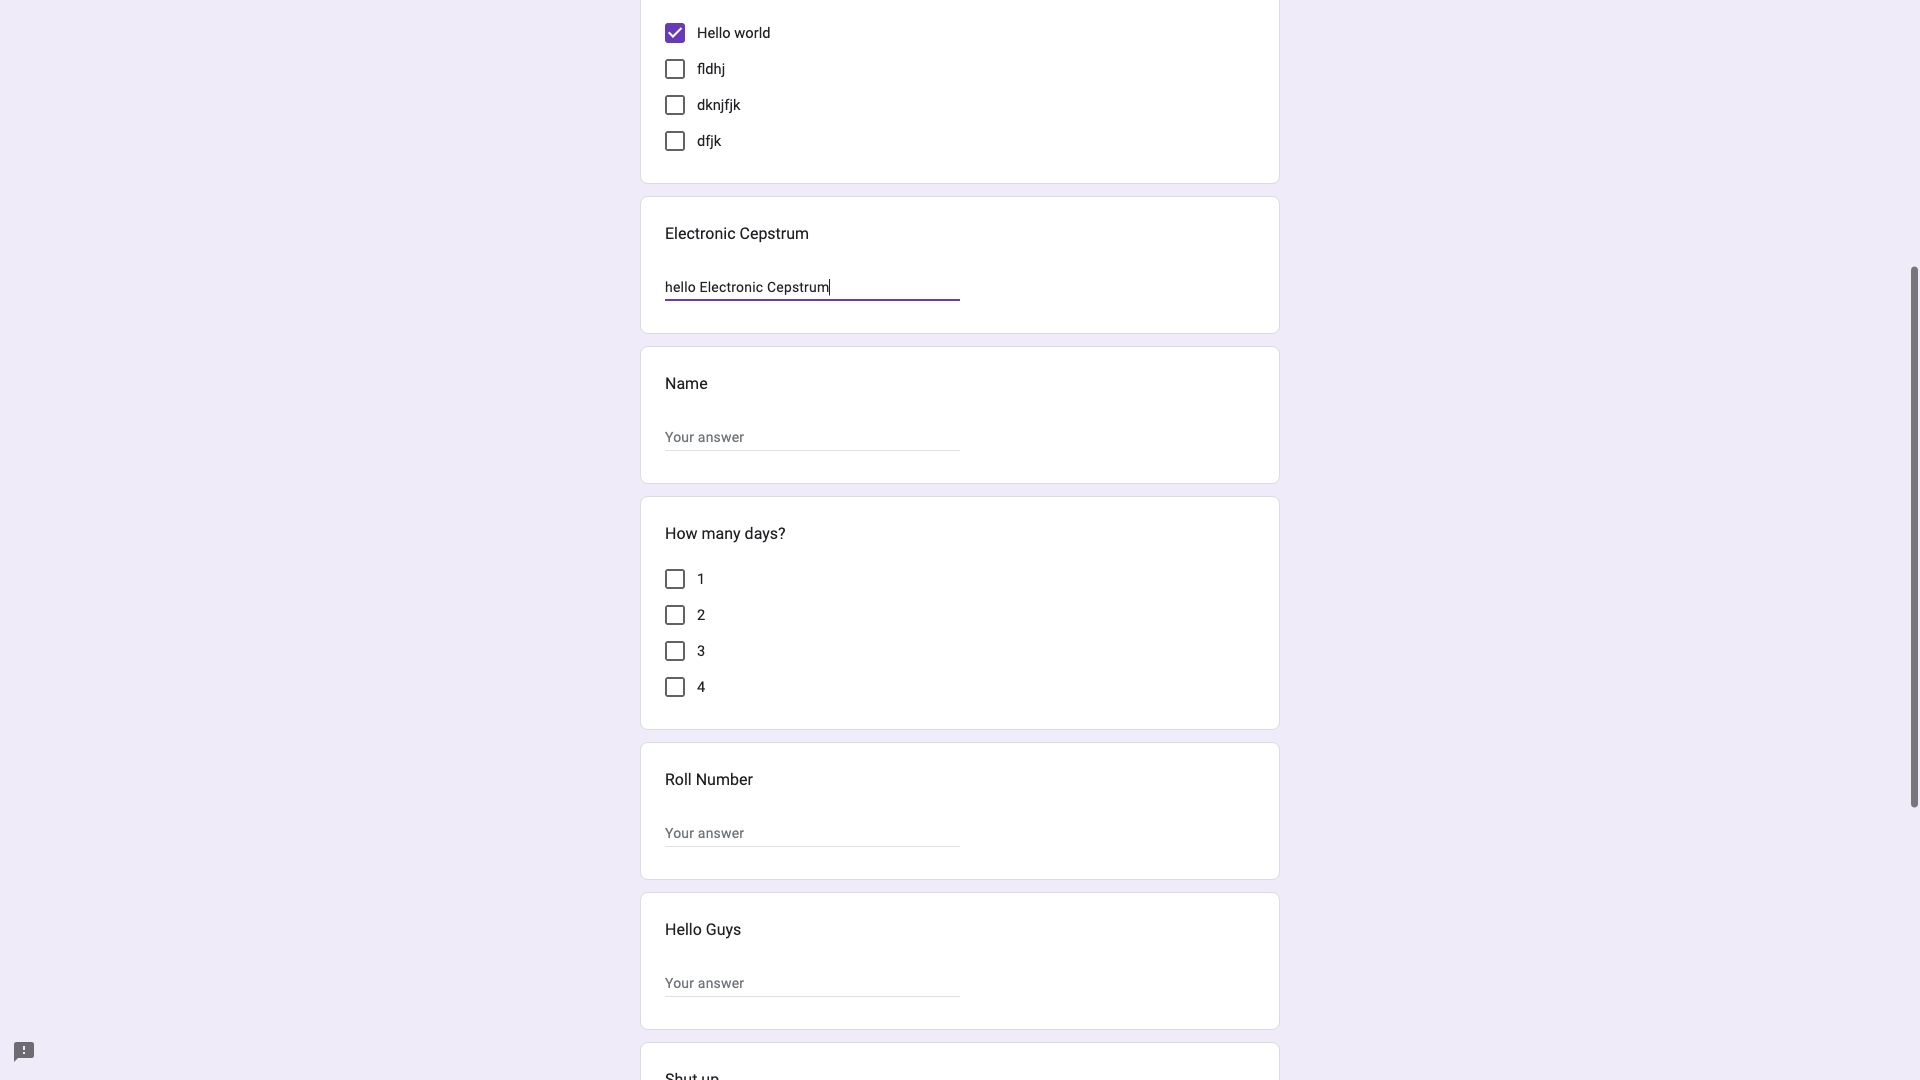 Hello world
fldhj
dknjfjk
dfjk
Electronic Cepstrum
hello Electronic Cepstrum
Name
Your answer
How many days?
1
2
3
4
Roll Number
Your answer
Hello Guys
Your answer
Shut up